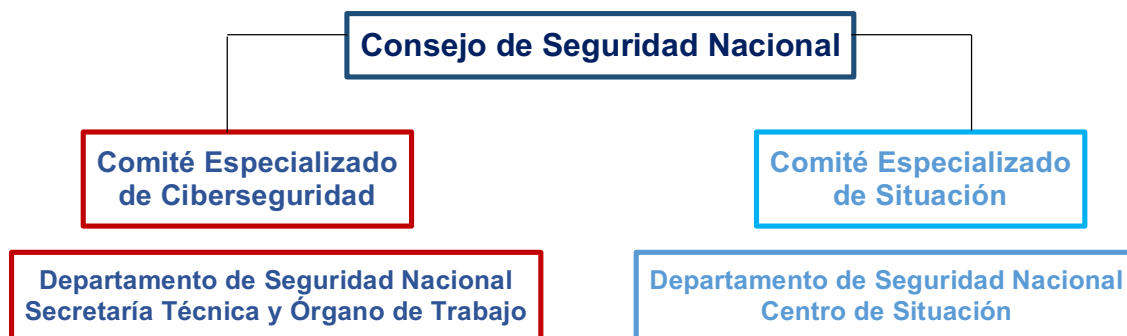 Consejo de Seguridad Nacional
Comité Especializado
de Ciberseguridad
Comité Especializado
de Situación
Departamento de Seguridad Nacional
Secretaría Técnica y Órgano de Trabajo
Departamento de Seguridad Nacional
Centro de Situación